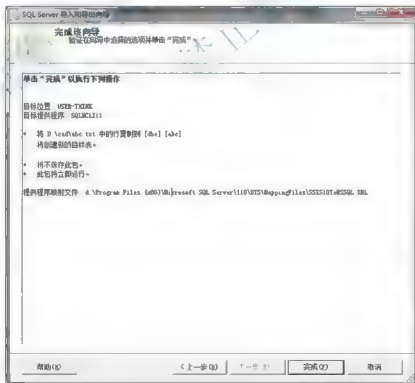 SQL Server 导入和导出向导
完成该向导
验证在向导中选择的选项并单击“完成”。
单击“完成”以执行下列操作
目标位置 USER-THINK
目标提供程序 SQLNCLI11
将 D \csd\abc txt 中的行复制到 [dbo] [abc]
将创建新的目标表。
将不保存此包。
此包将立即运行。
提供程序映射文件 \Program Files (x86)\Microsoft SQL Server\110\DTS\MappingFiles\SSIS10ToMSSQL XML
帮助(H)
< 上一步(B)
下一步
完成(F)
取消